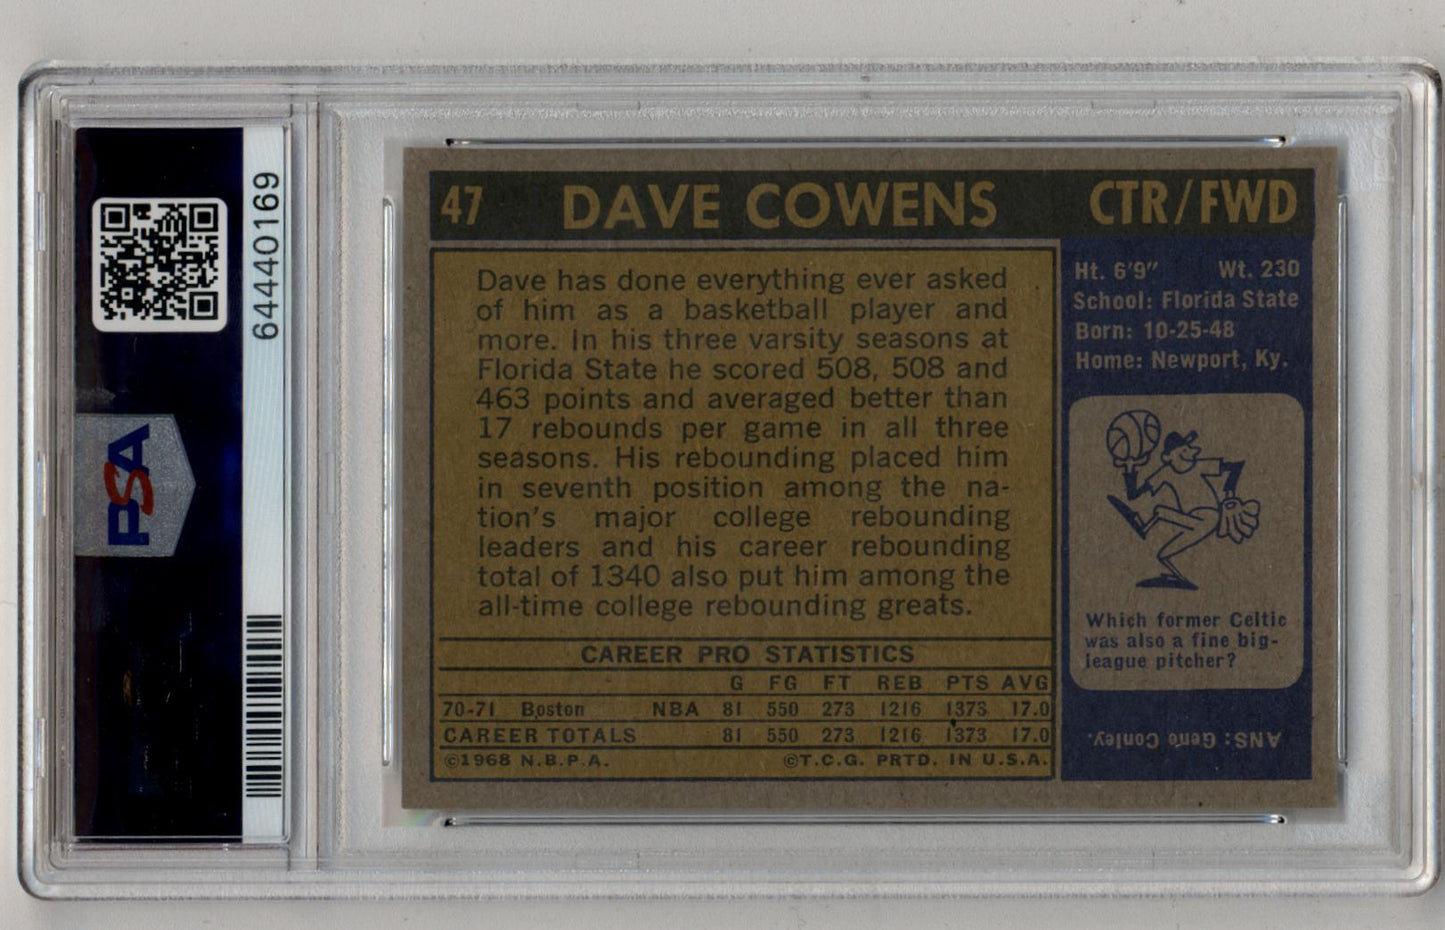 PSA
64440169
47 DAVE COWENS CTR/FWD
Dave has done everything ever asked
of him as a basketball player and
more. In his three varsity seasons at
Florida State he scored 508, 508 and
463 points and averaged better than
17 rebounds per game in all three
seasons. His rebounding placed him
in seventh position among the na-
tion's major college rebounding
leaders and his career rebounding
total of 1340 also put him among the
all-time college rebounding greats.
CAREER PRO STATISTICS
G FG FT REB PTS AVG
70-71 Boston NBA 81 550 273 1216 1373 17.0
CAREER TOTALS 81 550 273 1216 1373 17.0
©1968 N.B.P.A. ©T.C.G. PRTD. IN U.S.A.
Ht. 6'9" Wt. 230
School: Florida State
Born: 10-25-48
Home: Newport, Ky.
Which former Celtic
was also a fine big-
league pitcher?
ANS: Gene Conley.